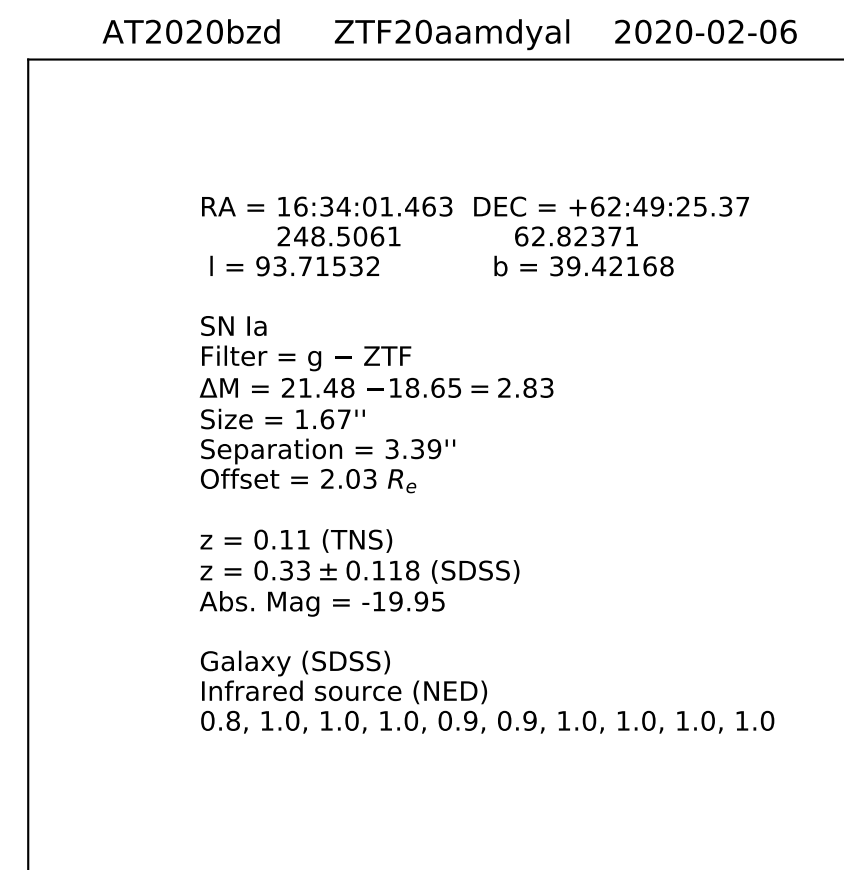 AT2020bzd ZTF20aamdyal 2020-02-06
RA = 16:34:01.463 DEC = +62:49:25.37
248.5061 62.82371
l = 93.71532 b = 39.42168
SN Ia
Filter = g − ZTF
ΔM = 21.48 −18.65 = 2.83
Size = 1.67''
Separation = 3.39''
Offset = 2.03 Re
z = 0.11 (TNS)
z = 0.33 ± 0.118 (SDSS)
Abs. Mag = -19.95
Galaxy (SDSS)
Infrared source (NED)
0.8, 1.0, 1.0, 1.0, 0.9, 0.9, 1.0, 1.0, 1.0, 1.0